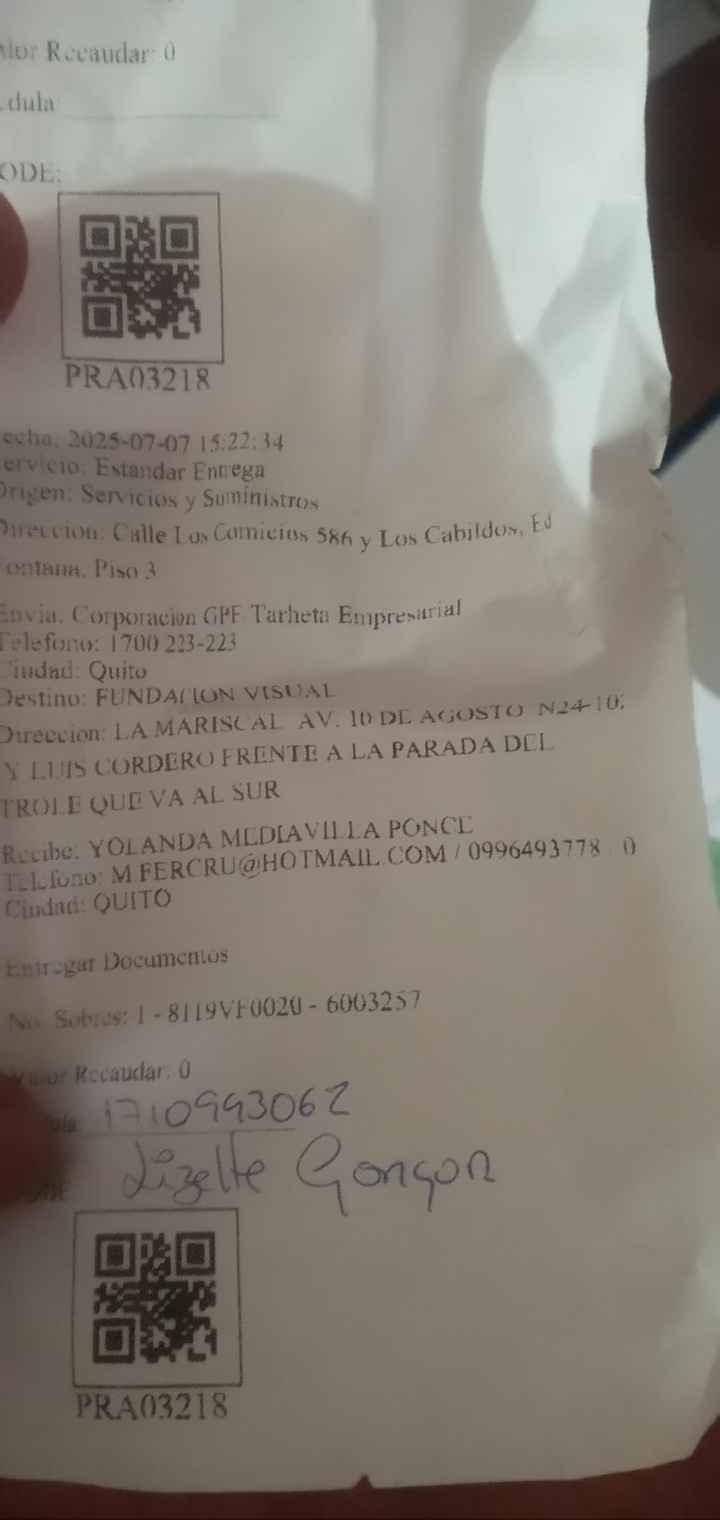 alor Recaudar: 0
dula
ODE:
PRA03218
echa: 2025-07-07 15:22:34
ervicio: Estandar Entrega
Origen: Servicios y Suministros
Direccion: Calle Los Comicios 586 y Los Cabildos, Ed
ontana, Piso 3
Envia: Corporacion GPF Tarheta Empresarial
Telefono: 1700 223-223
Ciudad: Quito
Destino: FUNDACION VISUAL
Direccion: LA MARISCAL AV. 10 DE AGOSTO N24-10;
Y LUIS CORDERO FRENTE A LA PARADA DEL
TROLE QUE VA AL SUR
Recibe: YOLANDA MEDIAVILLA PONCE
Telefono: M.FERCRU@HOTMAIL.COM / 0996493778 0
Ciudad: QUITO
Entregar Documentos
No. Sobres: 1 - 8119VF0020 - 6003257
Valor Recaudar: 0
ula 1710993062
Lizette
PRA03218